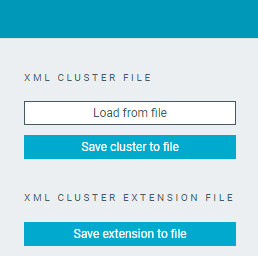 XML CLUSTER FILE
Load from file
Save cluster to file
XML CLUSTER EXTENSION FILE
Save extension to file